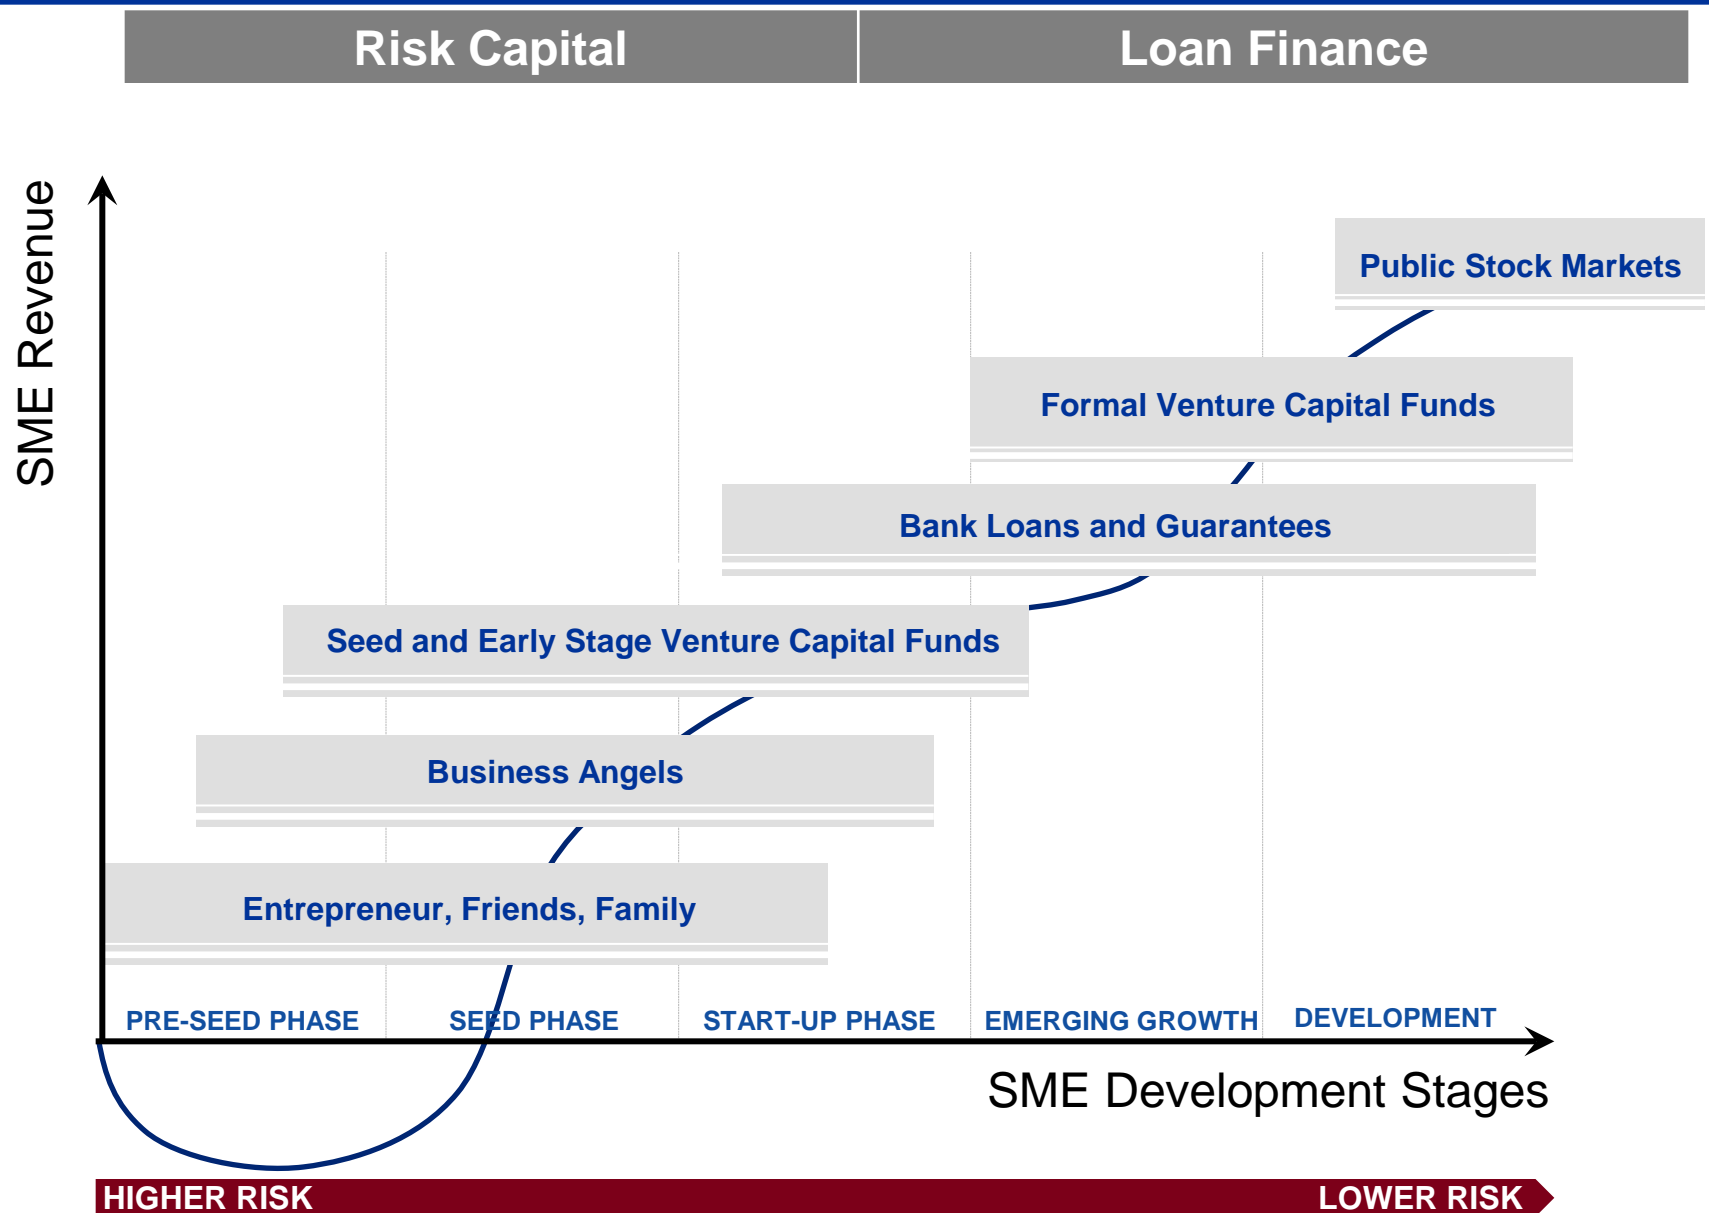 Risk Capital
Loan Finance
SME Revenue
Public Stock Markets
Formal Venture Capital Funds
Bank Loans and Guarantees
Seed and Early Stage Venture Capital Funds
Business Angels
Entrepreneur, Friends, Family
PRE-SEED PHASE
SEED PHASE
START-UP PHASE
EMERGING GROWTH
DEVELOPMENT
SME Development Stages
HIGHER RISK
LOWER RISK